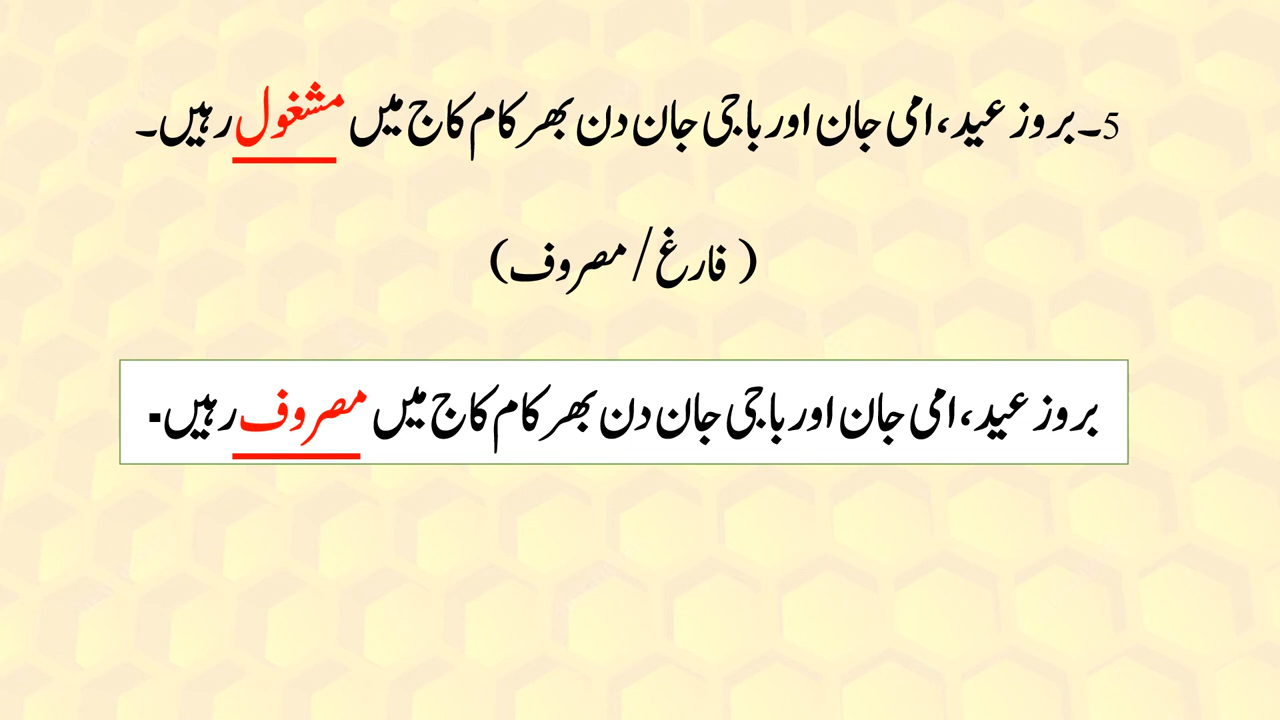 5۔ بروز عید، امی جان اور باجی جان دن بھر کام کاج میں مشغول رہیں۔
( فارغ / مصروف)
بروز عید، امی جان اور باجی جان دن بھر کام کاج میں مصروف رہیں۔